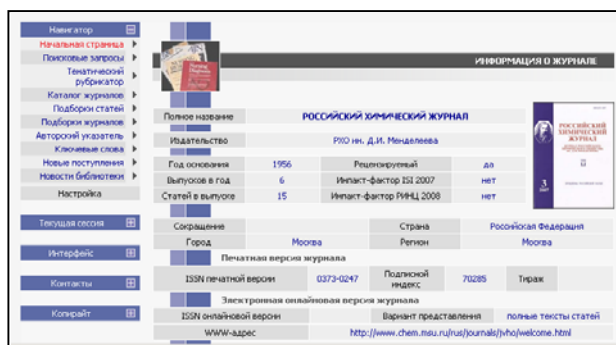 Навигатор
Начальная страница
Поисковые запросы
Тематический
рубрикатор
Каталог журналов
Подборки статей
Подборки журналов
Авторский указатель
Ключевые слова
Новые поступления
Новости библиотеки
Настройка
Текущая сессия
Интерфейс
Контакты
Копирайт
ИНФОРМАЦИЯ О ЖУРНАЛЕ
Полное название РОССИЙСКИЙ ХИМИЧЕСКИЙ ЖУРНАЛ
Издательство РХО им. Д.И. Менделеева
Год основания 1956 Рецензируемый да
Выпусков в год 6 Импакт-фактор ISI 2007 нет
Статей в выпуске 15 Импакт-фактор РИНЦ 2008 нет
РОССИЙСКИЙ
ХИМИЧЕСКИЙ
ЖУРНАЛ
3
Сокращение Страна Российская Федерация
Город Москва Регион Москва
Печатная версия журнала
ISSN печатной версии 0373-0247 Подписной индекс 70285 Тираж
Электронная онлайновая версия журнала
ISSN онлайновой версии Вариант представления полные тексты статей
WWW-адрес http://www.chem.msu.ru/rus/journals/jvho/welcome.html